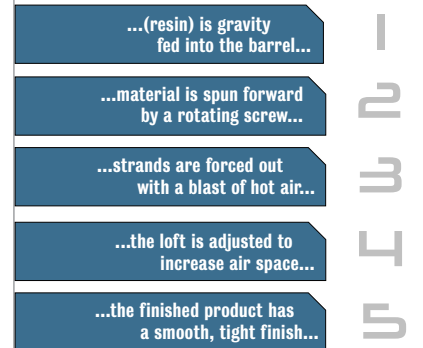 ...(resin) is gravity
fed into the barrel...
1
...material is spun forward
by a rotating screw...
2
...strands are forced out
with a blast of hot air...
3
...the loft is adjusted to
increase air space...
4
...the finished product has
a smooth, tight finish...
5